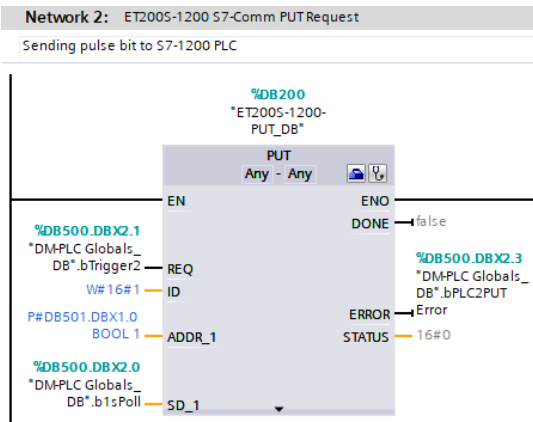 Network 2: ET200S-1200 S7-Comm PUT Request
Sending pulse bit to S7-1200 PLC
%DB200
"ET200S-1200-
PUT_DB"
PUT
Any - Any
EN
ENO
DONE
false
%DB500.DBX2.1
"DM-PLC Globals_
DB".bTrigger2
REQ
W#16#1
ID
%DB500.DBX2.3
"DM-PLC Globals_
DB".bPLC2PUT
Error
ERROR
P#DB501.DBX1.0
BOOL 1
ADDR_1
STATUS
16#0
%DB500.DBX2.0
"DM-PLC Globals_
DB".b1sPoll
SD_1